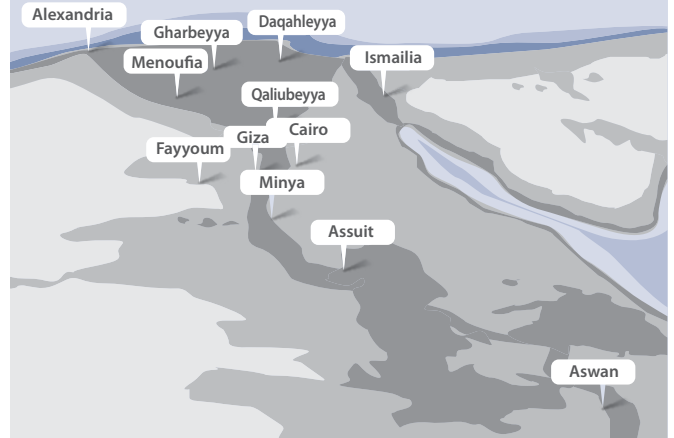 Alexandria
Daqahleyya
Gharbeyya
Menoufia
Ismailia
Qaliubeyya
Cairo
Giza
Fayyoum
Minya
Assuit
Aswan